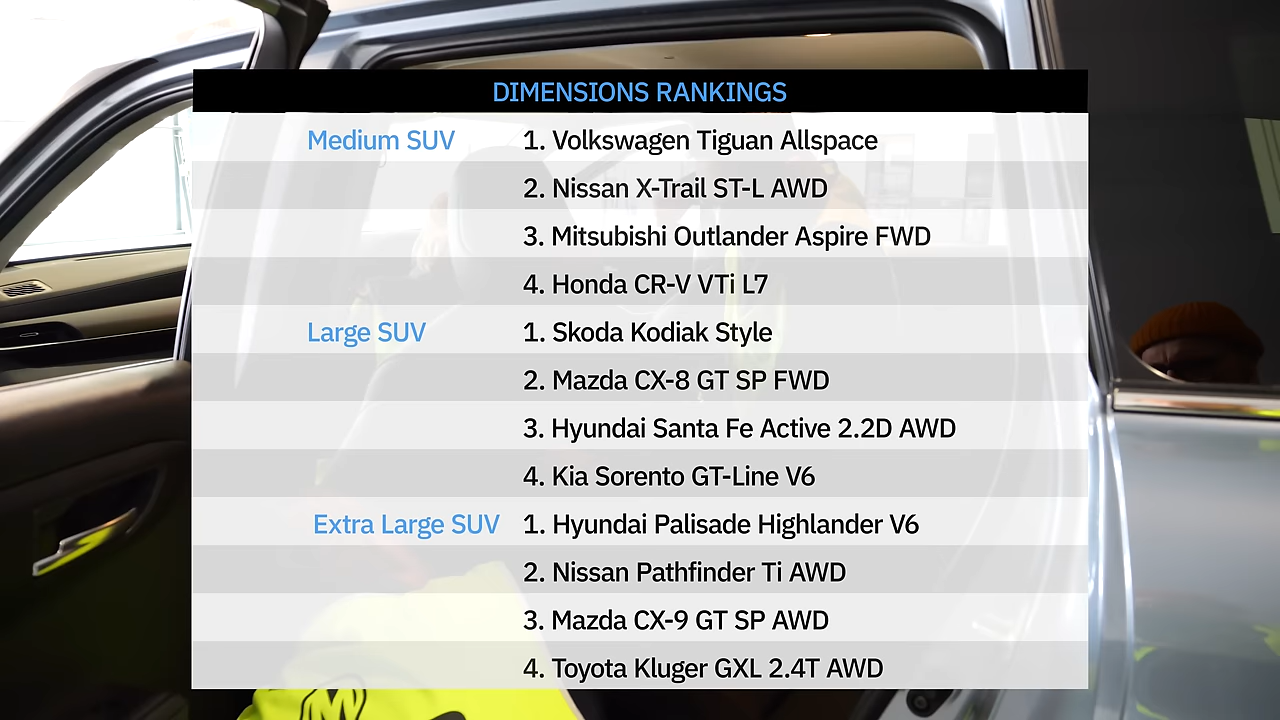 DIMENSIONS RANKINGS
Medium SUV 1. Volkswagen Tiguan Allspace
2. Nissan X-Trail ST-L AWD
3. Mitsubishi Outlander Aspire FWD
4. Honda CR-V VTi L7
Large SUV 1. Skoda Kodiak Style
2. Mazda CX-8 GT SP FWD
3. Hyundai Santa Fe Active 2.2D AWD
4. Kia Sorento GT-Line V6
Extra Large SUV 1. Hyundai Palisade Highlander V6
2. Nissan Pathfinder Ti AWD
3. Mazda CX-9 GT SP AWD
4. Toyota Kluger GXL 2.4T AWD